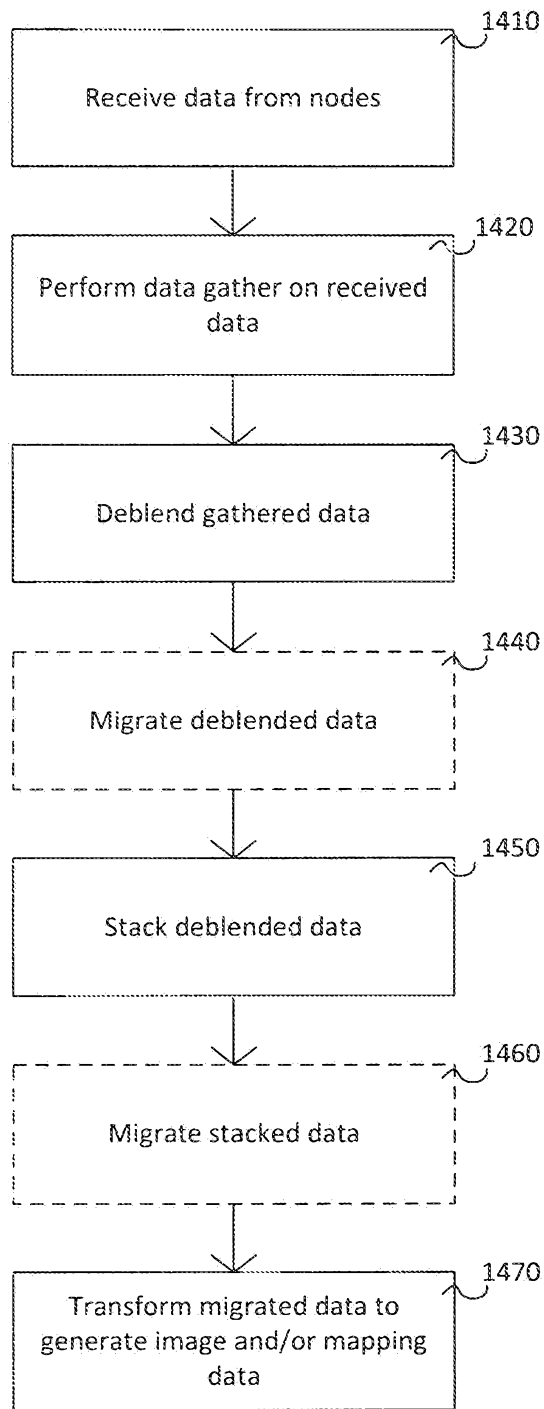 1410
Receive data from nodes
1420
Perform data gather on received
data
1430
Deblend gathered data
1440
Migrate deblended data
1450
Stack deblended data
1460
Migrate stacked data
1470
Transform migrated data to
generate image and/or mapping
data